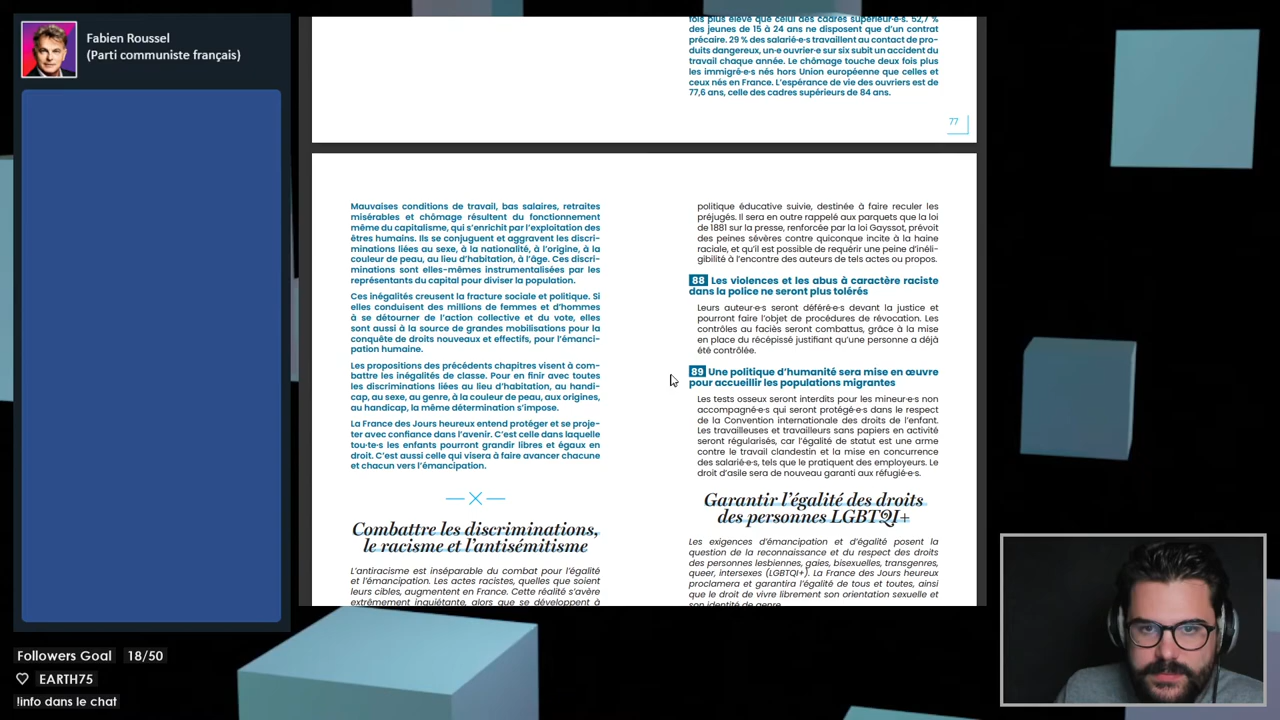 Fabien Roussel
(Parti communiste français)
fois plus élevé que celui des cadres supérieur·e·s. 52,7 %
des jeunes de 15 à 24 ans ne disposent que d'un contrat
précaire. 29 % des salarié·e·s travaillent au contact de pro-
duits dangereux, un·e ouvrier·e sur six subit un accident du
travail chaque année. Le chômage touche deux fois plus
les immigré·e·s nés hors Union européenne que celles et
ceux nés en France. L'espérance de vie des ouvriers est de
77,6 ans, celle des cadres supérieurs de 84 ans.
77
Mauvaises conditions de travail, bas salaires, retraites
misérables et chômage résultent du fonctionnement
même du capitalisme, qui s'enrichit par l'exploitation des
êtres humains. Ils se conjuguent et aggravent les discri-
minations liées au sexe, à la nationalité, à l'origine, à la
couleur de peau, au lieu d'habitation, à l'âge. Ces discri-
minations sont elles-mêmes instrumentalisées par les
représentants du capital pour diviser la population.
Ces inégalités creusent la fracture sociale et politique. Si
elles conduisent des millions de femmes et d'hommes
à se détourner de l'action collective et du vote, elles
sont aussi à la source de grandes mobilisations pour la
conquête de droits nouveaux et effectifs, pour l'émanci-
pation humaine.
Les propositions des précédents chapitres visent à com-
battre les inégalités de classe. Pour en finir avec toutes
les discriminations liées au lieu d'habitation, au handi-
cap, au sexe, au genre, à la couleur de peau, aux origines,
au handicap, la même détermination s'impose.
La France des Jours heureux entend protéger et se proje-
ter avec confiance dans l'avenir. C'est celle dans laquelle
tou·te·s les enfants pourront grandir libres et égaux en
droit. C'est aussi celle qui visera à faire avancer chacune
et chacun vers l'émancipation.
Combattre les discriminations,
le racisme et l'antisémitisme
L'antiracisme est inséparable du combat pour l'égalité
et l'émancipation. Les actes racistes, quelles que soient
leurs cibles, augmentent en France. Cette réalité s'avère
extrêmement inquiétante, alors que se développent à
politique éducative suivie, destinée à faire reculer les
préjugés. Il sera en outre rappelé aux parquets que la loi
de 1881 sur la presse, renforcée par la loi Gayssot, prévoit
des peines sévères contre quiconque incite à la haine
raciale, et qu'il est possible de requérir une peine d'inéli-
gibilité à l'encontre des auteurs de tels actes ou propos.
88 Les violences et les abus à caractère raciste
dans la police ne seront plus tolérés
Leurs auteur·e·s seront déféré·e·s devant la justice et
pourront faire l'objet de procédures de révocation. Les
contrôles au faciès seront combattus, grâce à la mise
en place du récépissé justifiant qu'une personne a déjà
été contrôlée.
89 Une politique d'humanité sera mise en œuvre
pour accueillir les populations migrantes
Les tests osseux seront interdits pour les mineur·e·s non
accompagné·e·s qui seront protégé·e·s dans le respect
de la Convention internationale des droits de l'enfant.
Les travailleuses et travailleurs sans papiers en activité
seront régularisés, car l'égalité de statut est une arme
contre le travail clandestin et la mise en concurrence
des salarié·e·s, tels que le pratiquent des employeurs. Le
droit d'asile sera de nouveau garanti aux réfugié·e·s.
Garantir l'égalité des droits
des personnes LGBTQI+
Les exigences d'émancipation et d'égalité posent la
question de la reconnaissance et du respect des droits
des personnes lesbiennes, gaies, bisexuelles, transgenres,
queer, intersexes (LGBTQI+). La France des Jours heureux
proclamera et garantira l'égalité de tous et toutes, ainsi
que le droit de vivre librement son orientation sexuelle et
son identité de genre.
Followers Goal 18/50
EARTH75
!info dans le chat